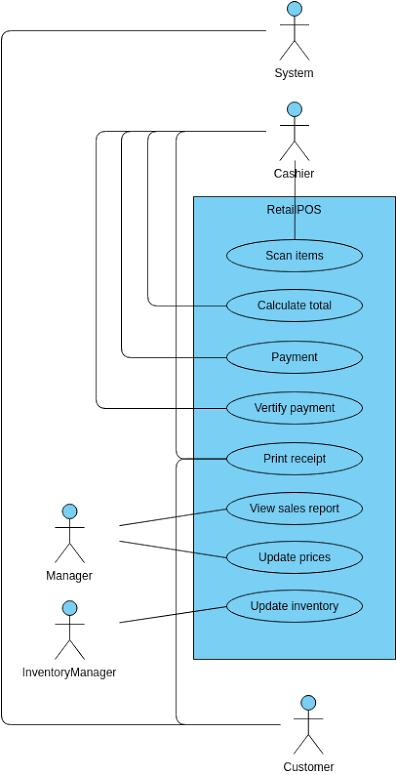 System
Cashier
RetailPOS
Scan items
Calculate total
Payment
Vertify payment
Print receipt
View sales report
Manager
Update prices
Update inventory
InventoryManager
Customer